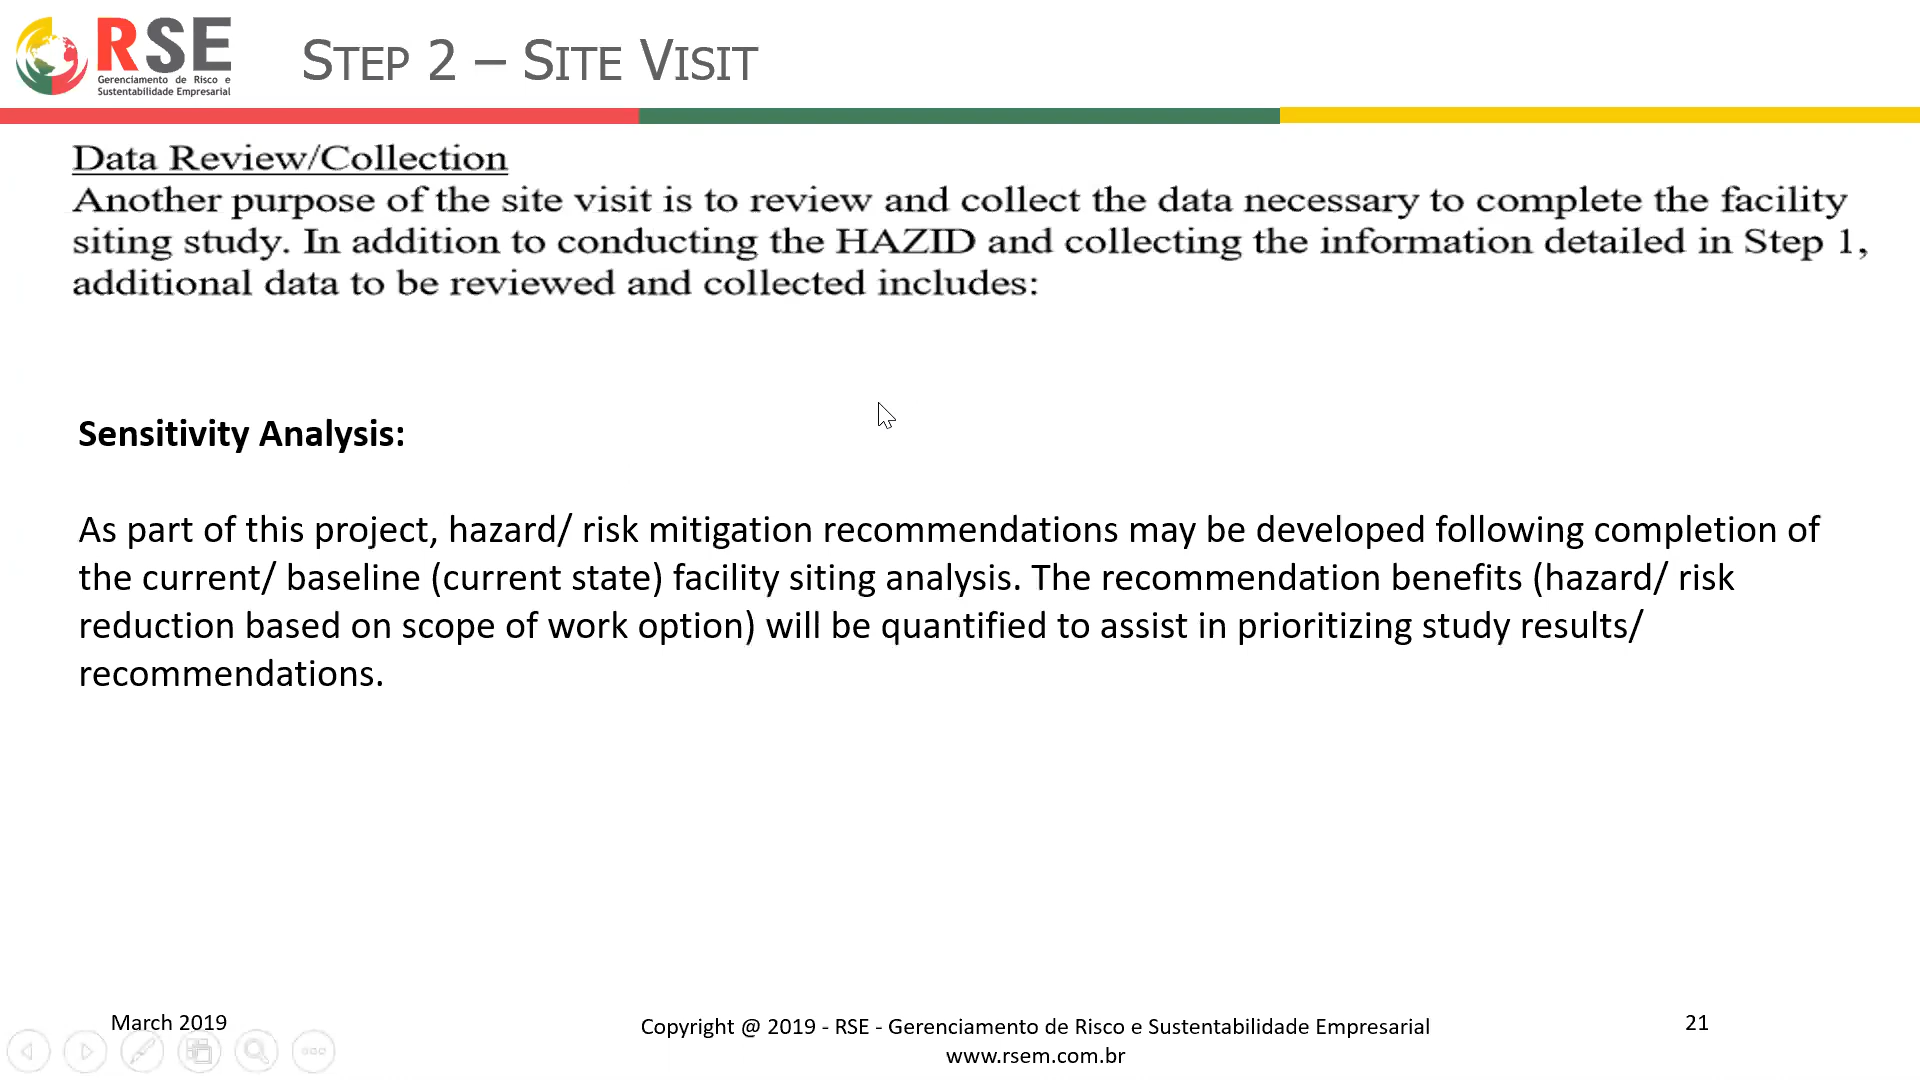 RSE
Gerenciamento de Risco e
Sustentabilidade Empresarial
STEP 2 – SITE VISIT
Data Review/Collection
Another purpose of the site visit is to review and collect the data necessary to complete the facility
siting study. In addition to conducting the HAZID and collecting the information detailed in Step 1,
additional data to be reviewed and collected includes:
Sensitivity Analysis:
As part of this project, hazard/ risk mitigation recommendations may be developed following completion of
the current/ baseline (current state) facility siting analysis. The recommendation benefits (hazard/ risk
reduction based on scope of work option) will be quantified to assist in prioritizing study results/
recommendations.
March 2019
Copyright @ 2019 - RSE - Gerenciamento de Risco e Sustentabilidade Empresarial
www.rsem.com.br
21